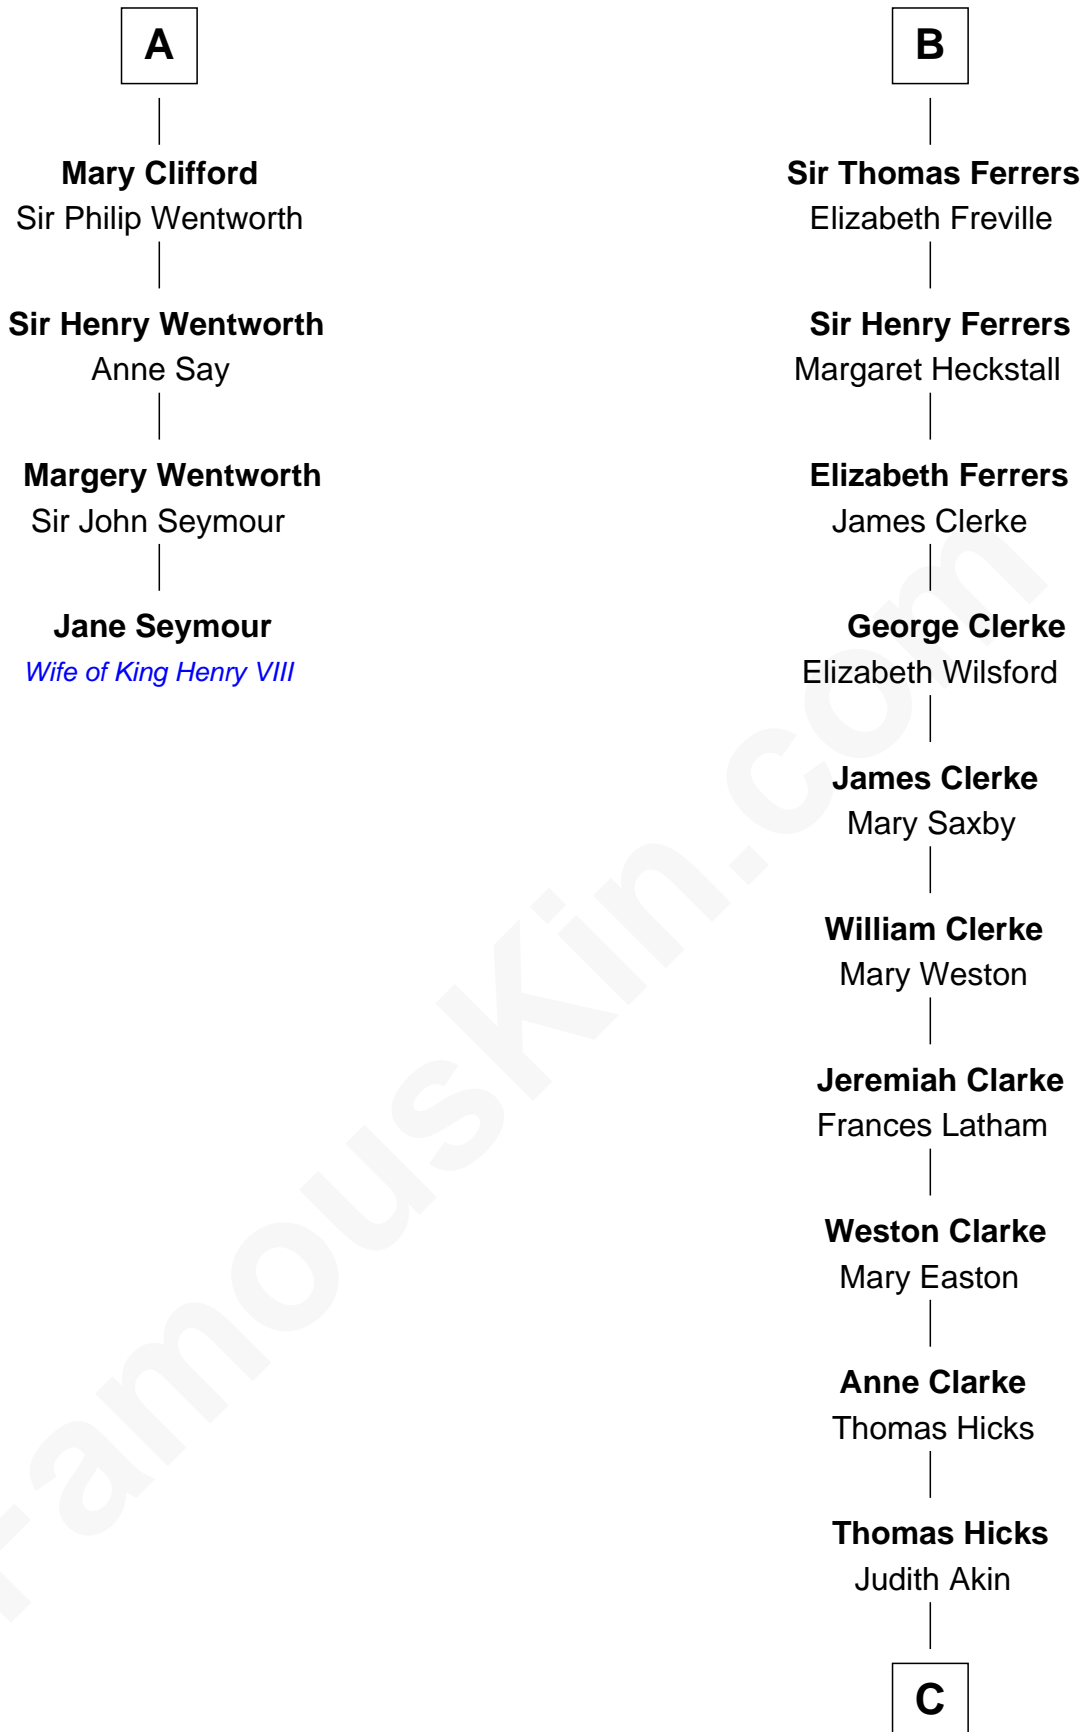 A
Mary Clifford
Sir Philip Wentworth
Sir Henry Wentworth
Anne Say
Margery Wentworth
Sir John Seymour
Jane Seymour
Wife of King Henry VIII
B
Sir Thomas Ferrers
Elizabeth Freville
Sir Henry Ferrers
Margaret Heckstall
Elizabeth Ferrers
James Clerke
George Clerke
Elizabeth Wilsford
James Clerke
Mary Saxby
William Clerke
Mary Weston
Jeremiah Clarke
Frances Latham
Weston Clarke
Mary Easton
Anne Clarke
Thomas Hicks
Thomas Hicks
Judith Akin
C
FamousKin.com